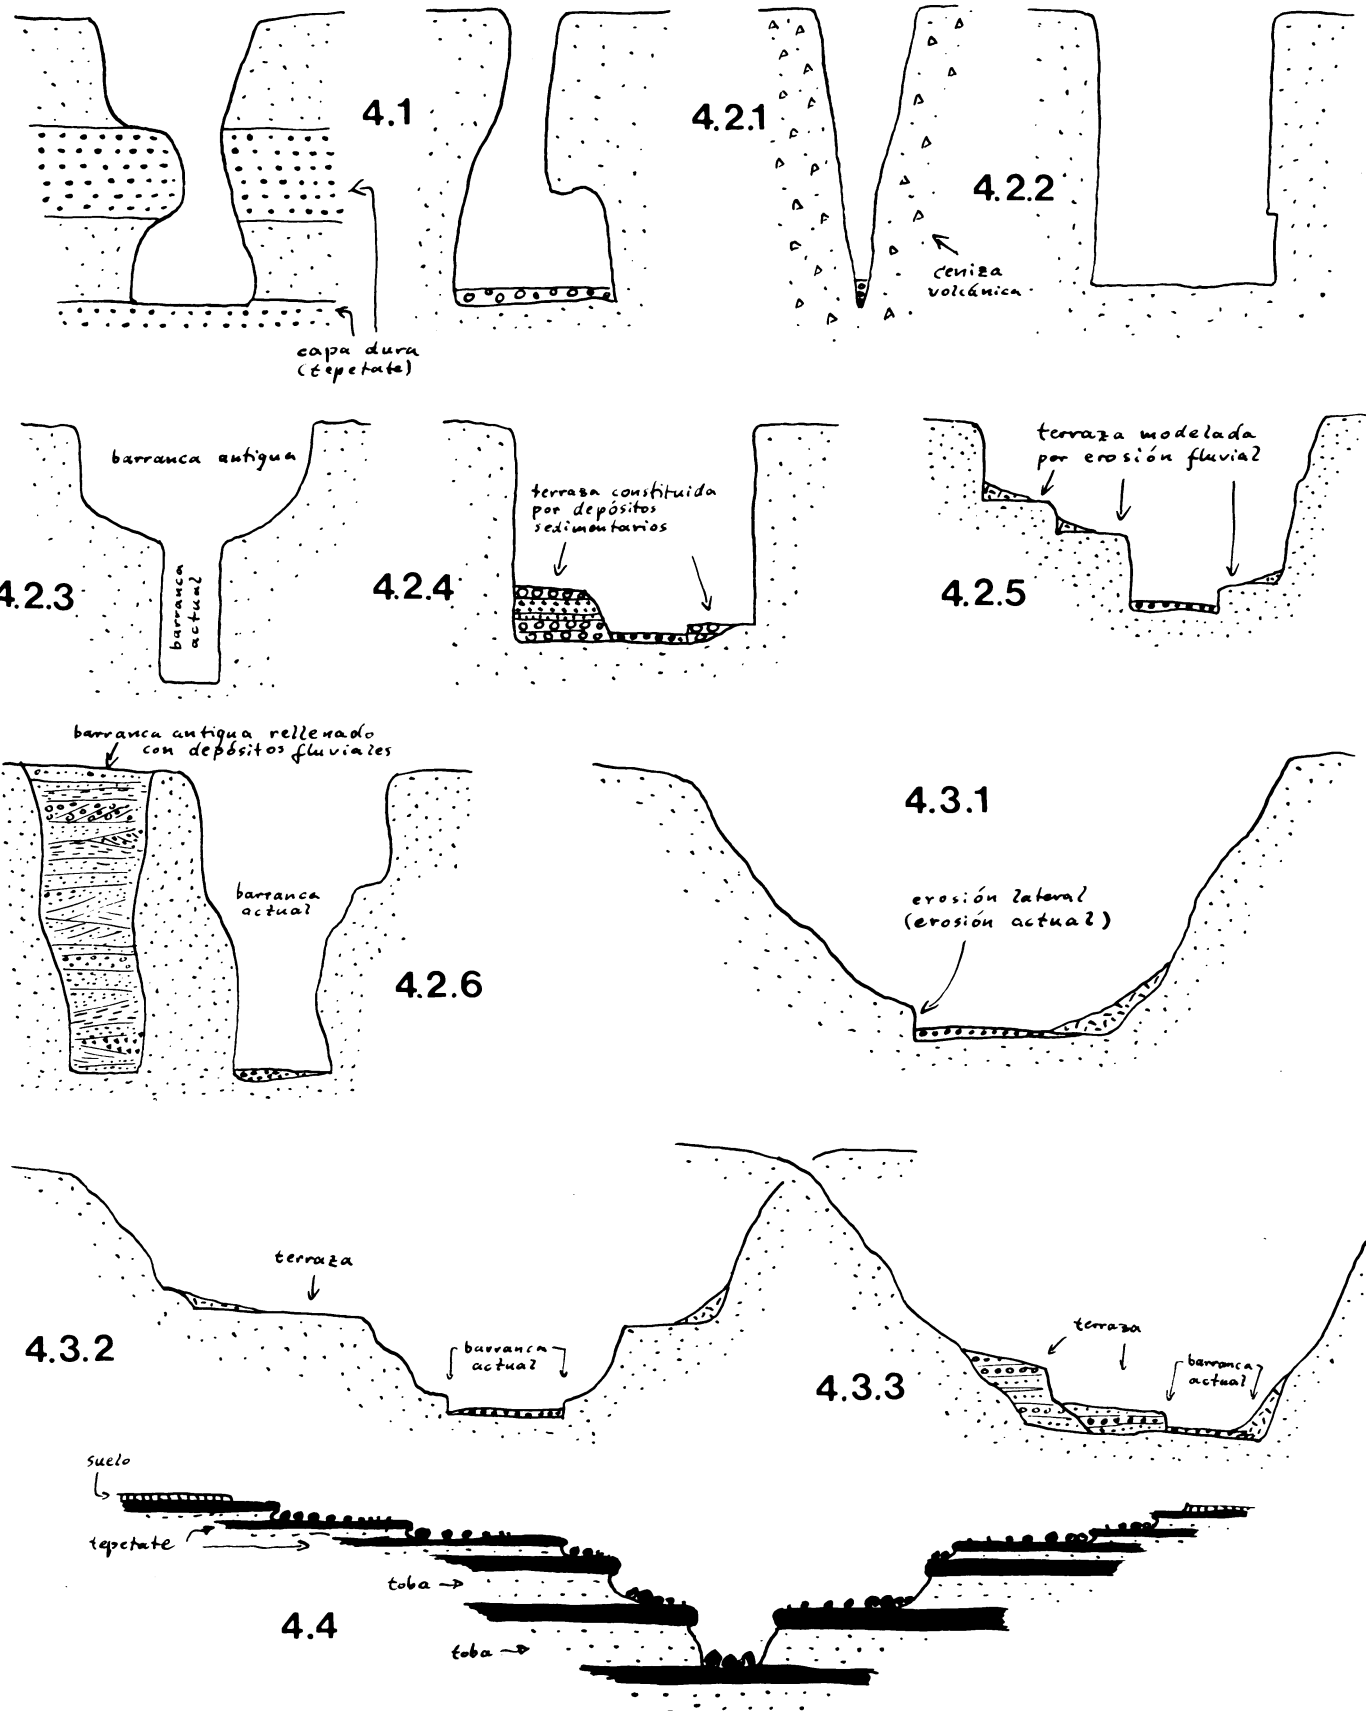 4.1
capa dura
(tepetate)
4.2.1
ceniza
volcánica
4.2.2
barranca antigua
barranca
actual
4.2.3
terraza constituida
por depósitos
sedimentarios
4.2.4
terraza modelada
por erosión fluvial
4.2.5
barranca antigua rellenado
con depósitos fluviales
barranca
actual
4.2.6
4.3.1
erosión lateral
(erosión actual)
terraza
barranca
actual
4.3.2
terraza
barranca
actual
4.3.3
suelo
tepetate
toba
toba
4.4